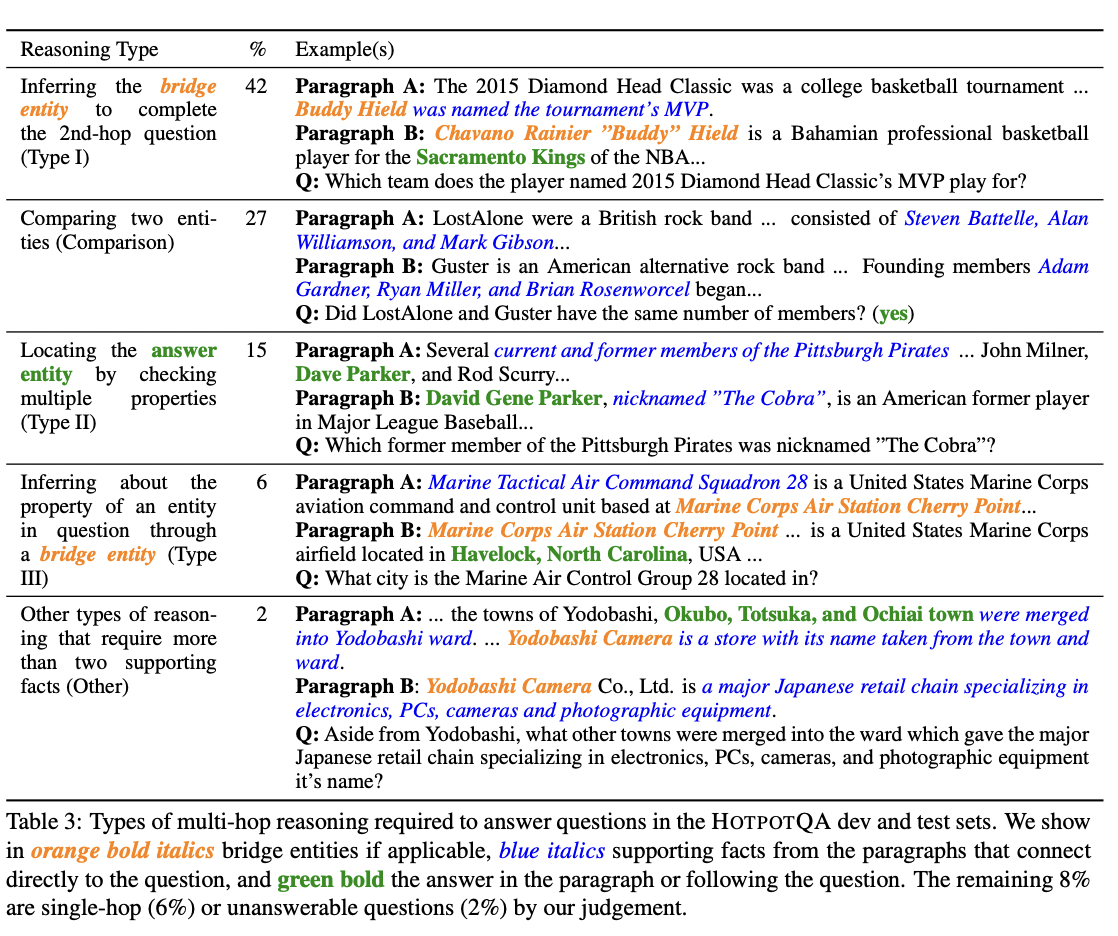 Reasoning Type % Example(s)
Inferring the bridge
entity to complete
the 2nd-hop question
(Type I)
42
Paragraph A: The 2015 Diamond Head Classic was a college basketball tournament ...
Buddy Hield was named the tournament's MVP.
Paragraph B: Chavano Rainier ”Buddy” Hield is a Bahamian professional basketball
player for the Sacramento Kings of the NBA...
Q: Which team does the player named 2015 Diamond Head Classic's MVP play for?
Comparing two enti-
ties (Comparison)
27
Paragraph A: LostAlone were a British rock band ... consisted of Steven Battelle, Alan
Williamson, and Mark Gibson...
Paragraph B: Guster is an American alternative rock band ... Founding members Adam
Gardner, Ryan Miller, and Brian Rosenworcel began...
Q: Did LostAlone and Guster have the same number of members? (yes)
Locating the answer
entity by checking
multiple properties
(Type II)
15
Paragraph A: Several current and former members of the Pittsburgh Pirates ... John Milner,
Dave Parker, and Rod Scurry...
Paragraph B: David Gene Parker, nicknamed ”The Cobra”, is an American former player
in Major League Baseball...
Q: Which former member of the Pittsburgh Pirates was nicknamed ”The Cobra”?
Inferring about the
property of an entity
in question through
a bridge entity (Type
III)
6
Paragraph A: Marine Tactical Air Command Squadron 28 is a United States Marine Corps
aviation command and control unit based at Marine Corps Air Station Cherry Point...
Paragraph B: Marine Corps Air Station Cherry Point ... is a United States Marine Corps
airfield located in Havelock, North Carolina, USA ...
Q: What city is the Marine Air Control Group 28 located in?
Other types of reason-
ing that require more
than two supporting
facts (Other)
2
Paragraph A: ... the towns of Yodobashi, Okubo, Totsuka, and Ochiai town were merged
into Yodobashi ward. ... Yodobashi Camera is a store with its name taken from the town and
ward.
Paragraph B: Yodobashi Camera Co., Ltd. is a major Japanese retail chain specializing in
electronics, PCs, cameras and photographic equipment.
Q: Aside from Yodobashi, what other towns were merged into the ward which gave the major
Japanese retail chain specializing in electronics, PCs, cameras, and photographic equipment
it's name?
Table 3: Types of multi-hop reasoning required to answer questions in the HOTPOTQA dev and test sets. We show
in orange bold italics bridge entities if applicable, blue italics supporting facts from the paragraphs that connect
directly to the question, and green bold the answer in the paragraph or following the question. The remaining 8%
are single-hop (6%) or unanswerable questions (2%) by our judgement.